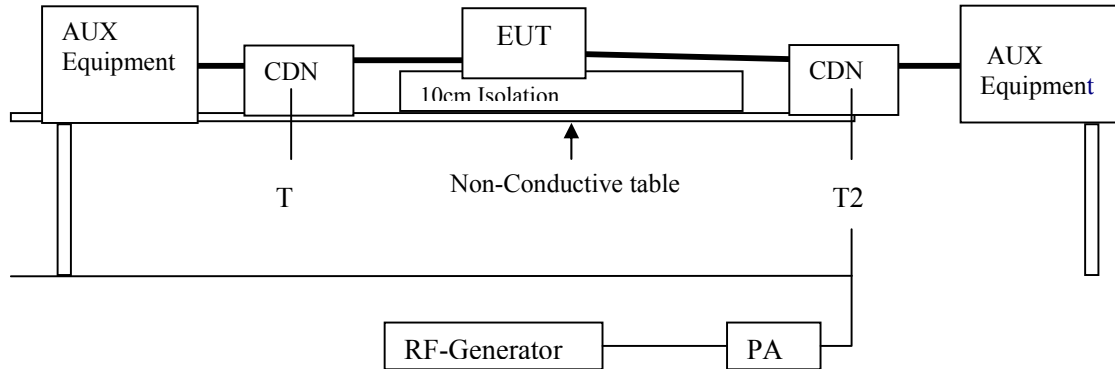 AUX
Equipment
CDN
EUT
10cm Isolation
CDN
AUX
Equipment
Non-Conductive table
T
T2
RF-Generator
PA